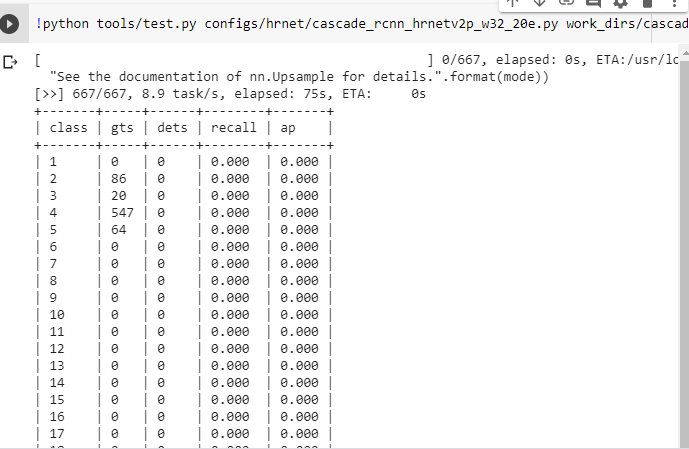 !python tools/test.py configs/hrnet/cascade_rcnn_hrnetv2p_w32_20e.py work_dirs/cascad
[ ] 0/667, elapsed: 0s, ETA:/usr/lo
"See the documentation of nn.Upsample for details.".format(mode))
[>>] 667/667, 8.9 task/s, elapsed: 75s, ETA: 0s
+-------+-----+------+--------+-------+
| class | gts | dets | recall | ap |
+-------+-----+------+--------+-------+
| 1 | 0 | 0 | 0.000 | 0.000 |
| 2 | 86 | 0 | 0.000 | 0.000 |
| 3 | 20 | 0 | 0.000 | 0.000 |
| 4 | 547 | 0 | 0.000 | 0.000 |
| 5 | 64 | 0 | 0.000 | 0.000 |
| 6 | 0 | 0 | 0.000 | 0.000 |
| 7 | 0 | 0 | 0.000 | 0.000 |
| 8 | 0 | 0 | 0.000 | 0.000 |
| 9 | 0 | 0 | 0.000 | 0.000 |
| 10 | 0 | 0 | 0.000 | 0.000 |
| 11 | 0 | 0 | 0.000 | 0.000 |
| 12 | 0 | 0 | 0.000 | 0.000 |
| 13 | 0 | 0 | 0.000 | 0.000 |
| 14 | 0 | 0 | 0.000 | 0.000 |
| 15 | 0 | 0 | 0.000 | 0.000 |
| 16 | 0 | 0 | 0.000 | 0.000 |
| 17 | 0 | 0 | 0.000 | 0.000 |